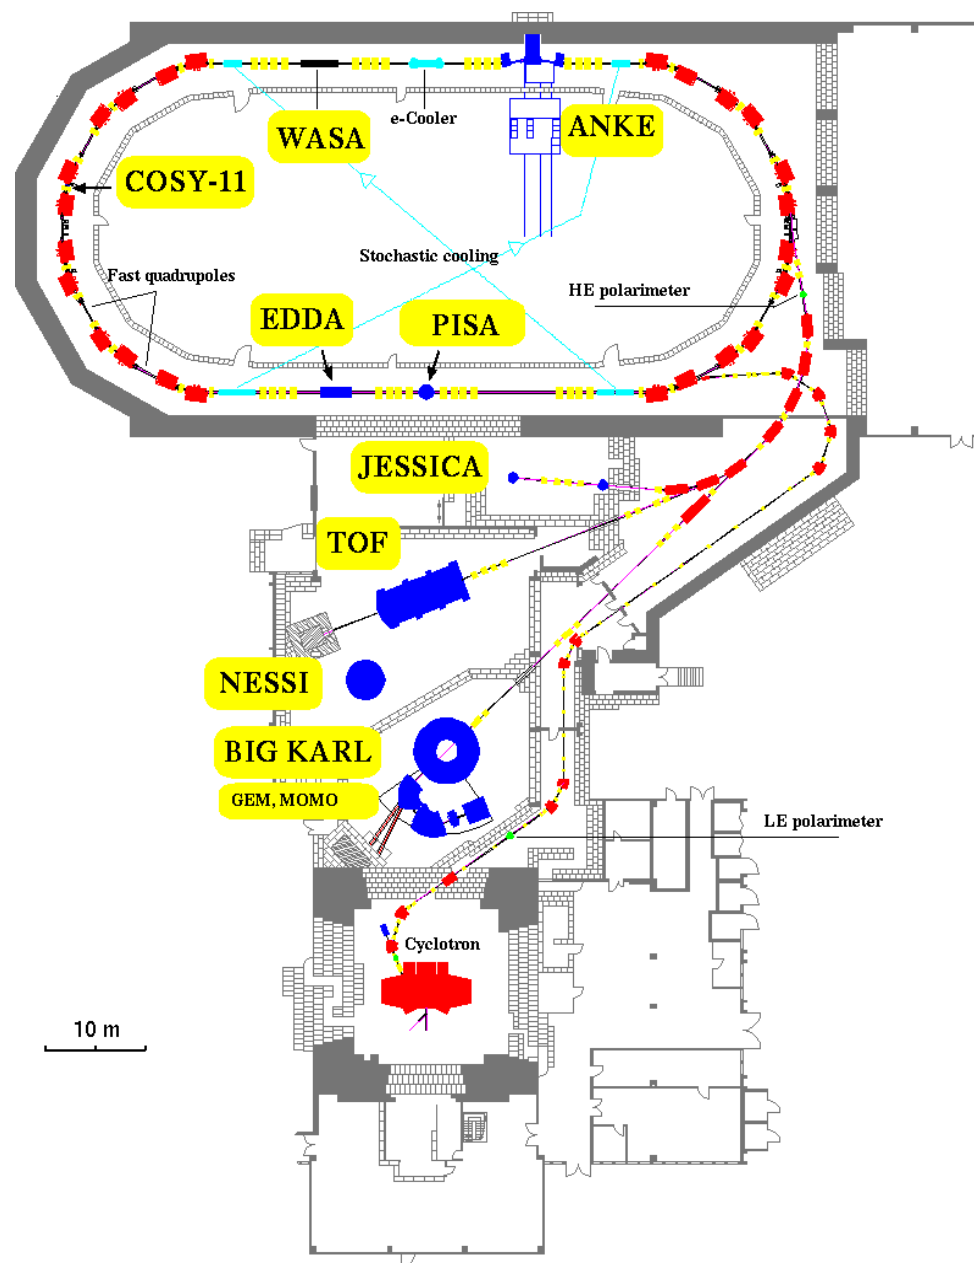 e-Cooler
WASA
ANKE
COSY-11
Stochastic cooling
Fast quadrupoles
HE polarimeter
EDDA
PISA
JESSICA
TOF
NESSI
BIG KARL
GEM, MOMO
LE polarimeter
Cyclotron
10 m